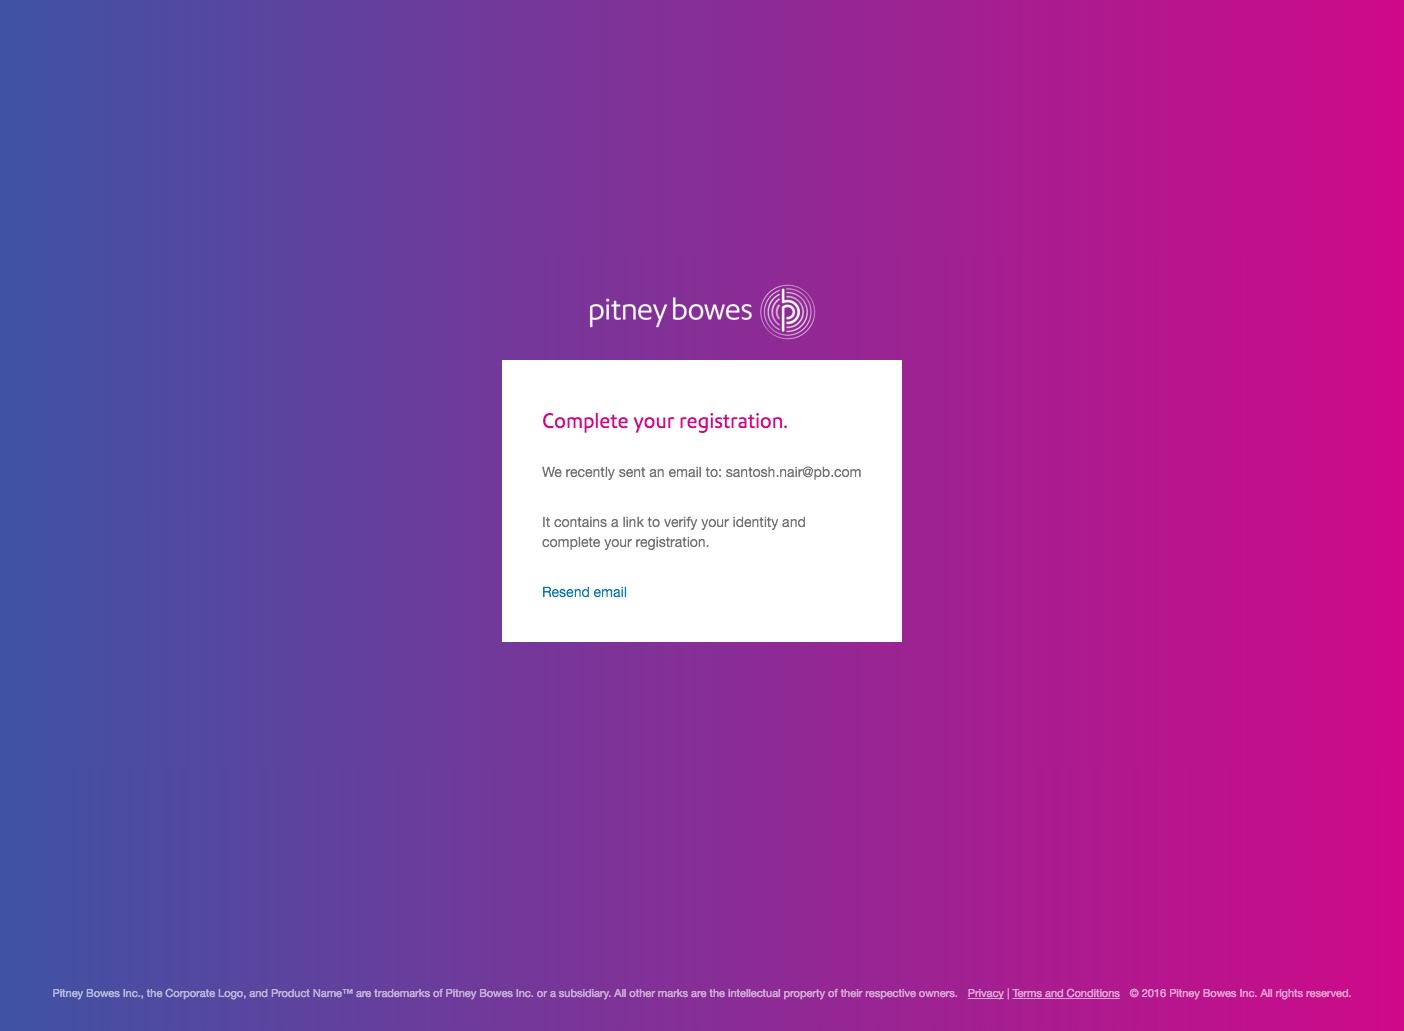 pitney bowes
Complete your registration.
We recently sent an email to: santosh.nair@pb.com
It contains a link to verify your identity and
complete your registration.
Resend email
Pitney Bowes Inc., the Corporate Logo, and Product Name™ are tradermarks of Pitney Bowes Inc. or a subsidiary. All other marks are the intellectual property of their respective owners. Privacy | Terms and Conditions © 2016 Pitney Bowes Inc. All rights reserved.